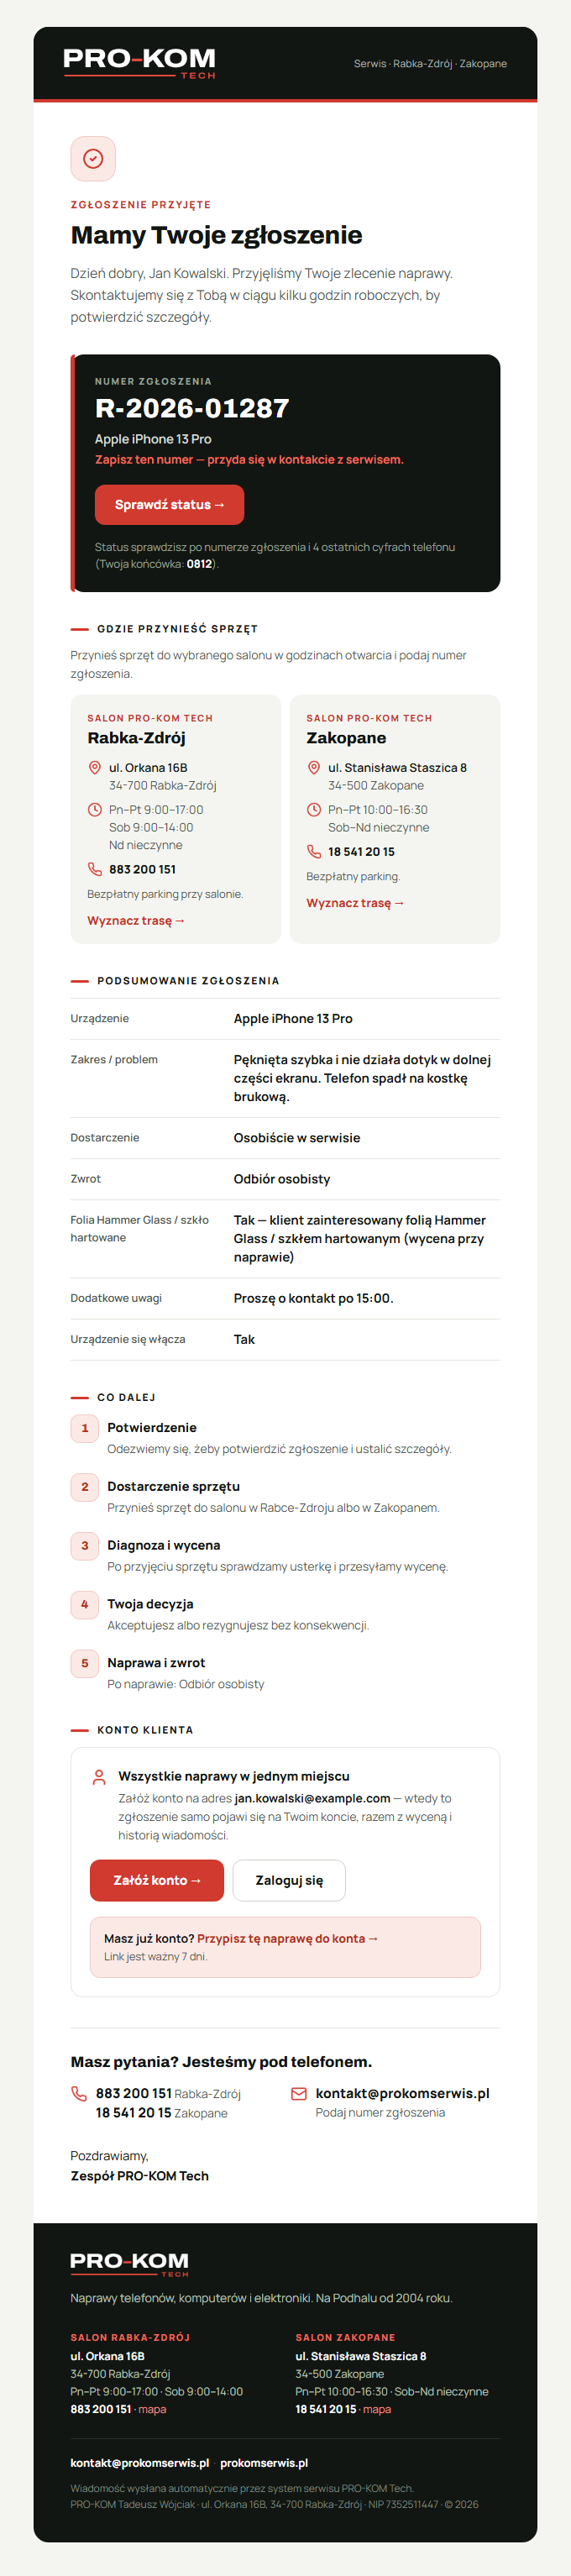 PRO-KOM
TECH
Serwis · Rabka-Zdrój · Zakopane
ZGŁOSZENIE PRZYJĘTE
Mamy Twoje zgłoszenie
Dzień dobry, Jan Kowalski. Przyjęliśmy Twoje zlecenie naprawy.
Skontaktujemy się z Tobą w ciągu kilku godzin roboczych, by
potwierdzić szczegóły.
NUMER ZGŁOSZENIA
R-2026-01287
Apple iPhone 13 Pro
Zapisz ten numer — przyda się w kontakcie z serwisem.
Sprawdź status →
Status sprawdzisz po numerze zgłoszenia i 4 ostatnich cyfrach telefonu
(Twoja końcówka: 0812).
GDZIE PRZYNIEŚĆ SPRZĘT
Przynieś sprzęt do wybranego salonu w godzinach otwarcia i podaj numer
zgłoszenia.
SALON PRO-KOM TECH
Rabka-Zdrój
ul. Orkana 16B
34-700 Rabka-Zdrój
Pn–Pt 9:00–17:00
Sob 9:00–14:00
Nd nieczynne
883 200 151
Bezpłatny parking przy salonie.
Wyznacz trasę →
SALON PRO-KOM TECH
Zakopane
ul. Stanisława Staszica 8
34-500 Zakopane
Pn–Pt 10:00–16:30
Sob–Nd nieczynne
18 541 20 15
Bezpłatny parking.
Wyznacz trasę →
PODSUMOWANIE ZGŁOSZENIA
Urządzenie
Apple iPhone 13 Pro
Zakres / problem
Pęknięta szybka i nie działa dotyk w dolnej
części ekranu. Telefon spadł na kostkę
brukową.
Dostarczenie
Osobiście w serwisie
Zwrot
Odbiór osobisty
Folia Hammer Glass / szkło
hartowane
Tak — klient zainteresowany folią Hammer
Glass / szkłem hartowanym (wycena przy
naprawie)
Dodatkowe uwagi
Proszę o kontakt po 15:00.
Urządzenie się włącza
Tak
CO DALEJ
1
Potwierdzenie
Odezwiemy się, żeby potwierdzić zgłoszenie i ustalić szczegóły.
2
Dostarczenie sprzętu
Przynieś sprzęt do salonu w Rabce-Zdroju albo w Zakopanem.
3
Diagnoza i wycena
Po przyjęciu sprzętu sprawdzamy usterkę i przesyłamy wycenę.
4
Twoja decyzja
Akceptujesz albo rezygnujesz bez konsekwencji.
5
Naprawa i zwrot
Po naprawie: Odbiór osobisty
KONTO KLIENTA
Wszystkie naprawy w jednym miejscu
Załóż konto na adres jan.kowalski@example.com — wtedy to
zgłoszenie samo pojawi się na Twoim koncie, razem z wyceną i
historią wiadomości.
Załóż konto →
Zaloguj się
Masz już konto? Przypisz tę naprawę do konta →
Link jest ważny 7 dni.
Masz pytania? Jesteśmy pod telefonem.
883 200 151 Rabka-Zdrój
18 541 20 15 Zakopane
kontakt@prokomserwis.pl
Podaj numer zgłoszenia
Pozdrawiamy,
Zespół PRO-KOM Tech
PRO-KOM
TECH
Naprawy telefonów, komputerów i elektroniki. Na Podhalu od 2004 roku.
SALON RABKA-ZDRÓJ
ul. Orkana 16B
34-700 Rabka-Zdrój
Pn–Pt 9:00–17:00 · Sob 9:00–14:00
883 200 151 · mapa
SALON ZAKOPANE
ul. Stanisława Staszica 8
34-500 Zakopane
Pn–Pt 10:00–16:30 · Sob–Nd nieczynne
18 541 20 15 · mapa
kontakt@prokomserwis.pl · prokomserwis.pl
Wiadomość wysłana automatycznie przez system serwisu PRO-KOM Tech.
PRO-KOM Tadeusz Wójciak · ul. Orkana 16B, 34-700 Rabka-Zdrój · NIP 7352511447 · © 2026